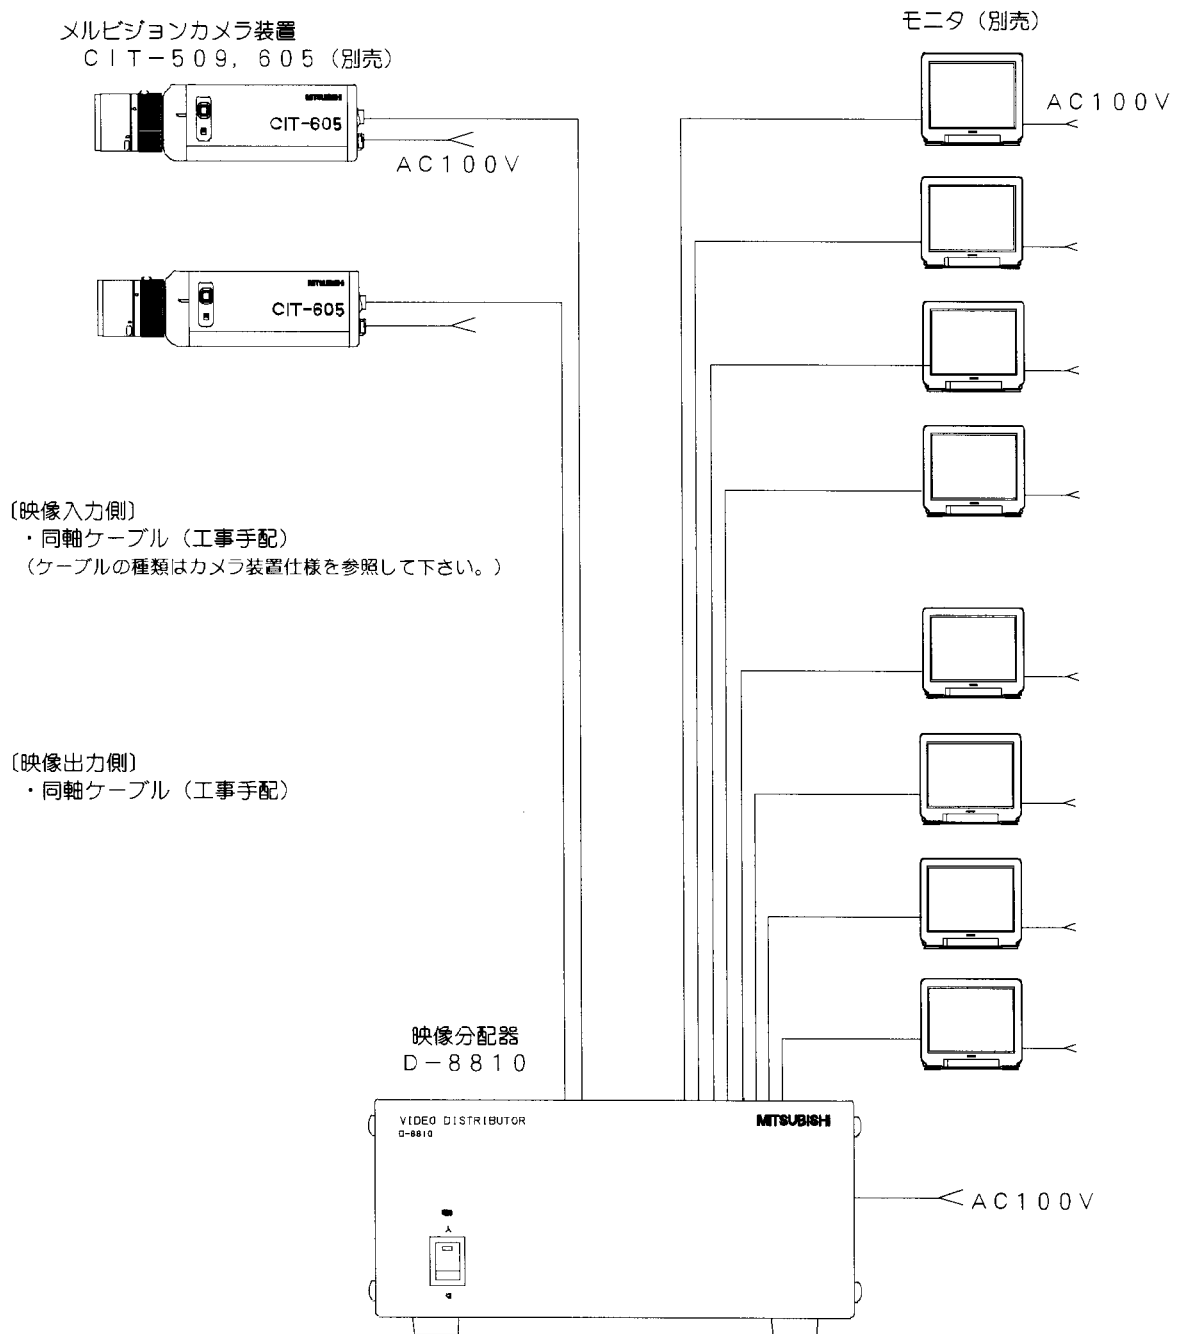 メルビジョンカメラ装置
CIT-509, 605(別売)
モニタ(別売)
MITSUBISHI
CIT-605
AC100V
AC100V
MITSUBISHI
CIT-605
〔映像入力側〕
・同軸ケーブル(工事手配)
(ケーブルの種類はカメラ装置仕様を参照して下さい。)
〔映像出力側〕
・同軸ケーブル(工事手配)
映像分配器
D-8810
VIDEO DISTRIBUTOR
D-8810
MITSUBISHI
AC100V
入